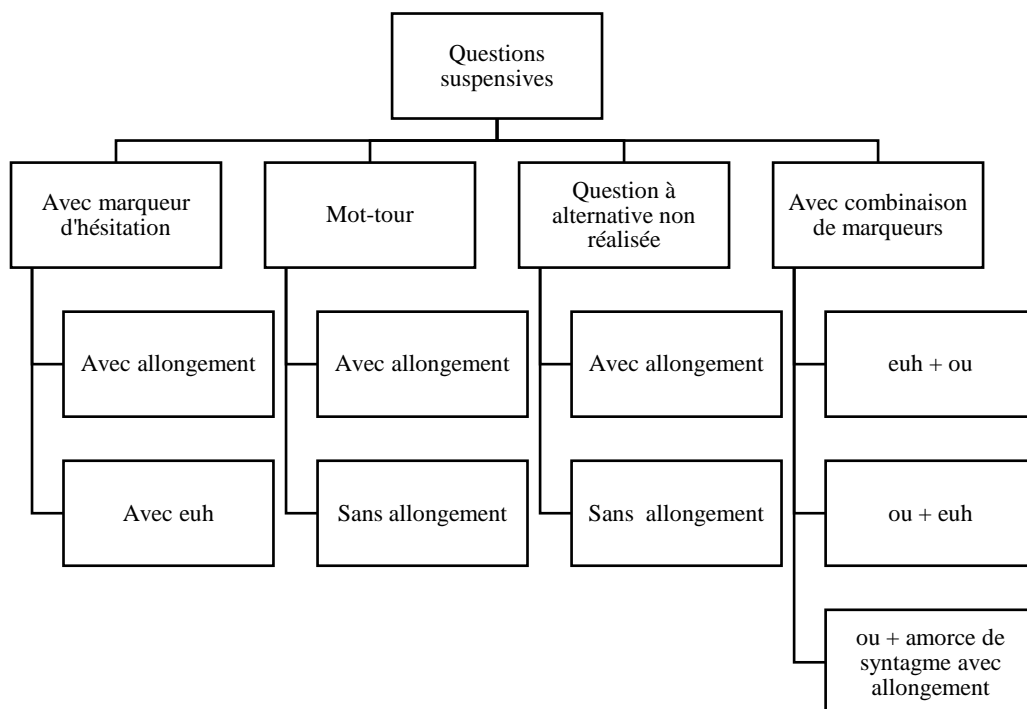 Questions
suspensives
Avec marqueur
d'hésitation
Mot-tour
Question à
alternative non
réalisée
Avec combinaison
de marqueurs
Avec allongement
Avec allongement
Avec allongement
euh + ou
Avec euh
Sans allongement
Sans allongement
ou + euh
ou + amorce de
syntagme avec
allongement